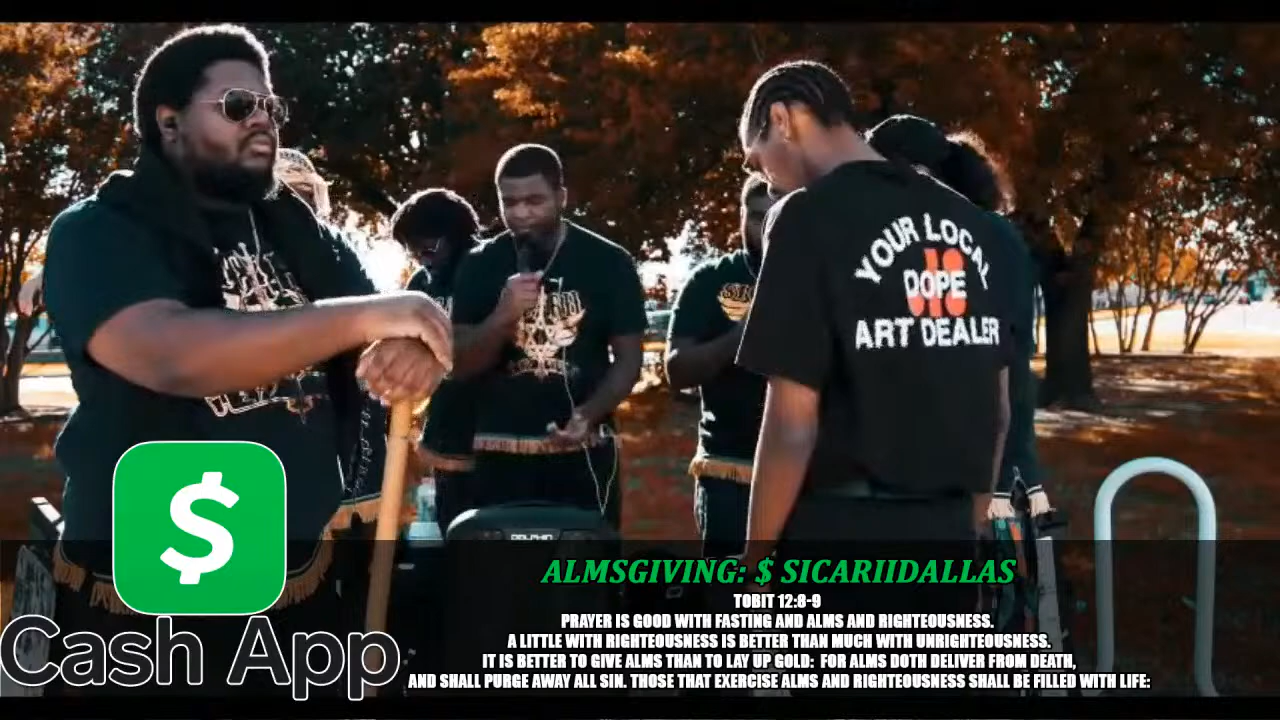 YOUR LOCAL
DOPE
ART DEALER
DOLPHIN
$
Cash App
ALMSGIVING: $ SICARIIDALLAS
TOBIT 12:8-9
PRAYER IS GOOD WITH FASTING AND ALMS AND RIGHTEOUSNESS.
A LITTLE WITH RIGHTEOUSNESS IS BETTER THAN MUCH WITH UNRIGHTEOUSNESS.
IT IS BETTER TO GIVE ALMS THAN TO LAY UP GOLD: FOR ALMS DOTH DELIVER FROM DEATH,
AND SHALL PURGE AWAY ALL SIN. THOSE THAT EXERCISE ALMS AND RIGHTEOUSNESS SHALL BE FILLED WITH LIFE: